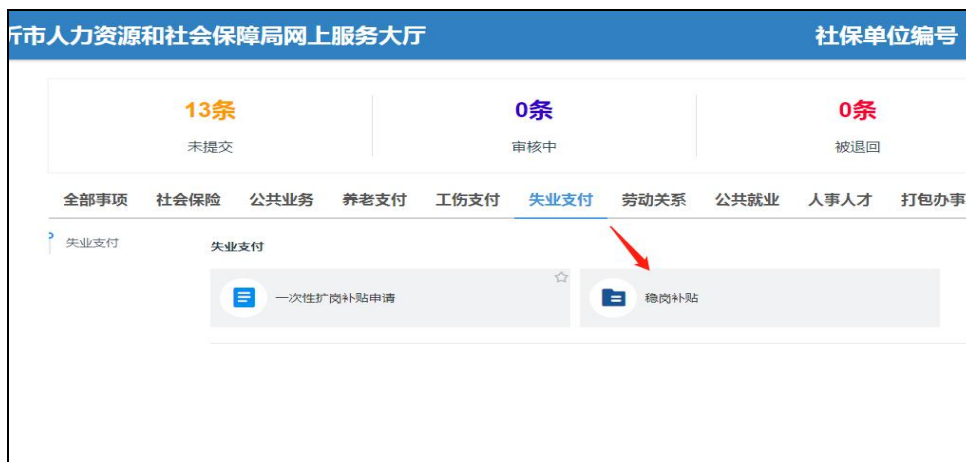 市人力资源和社会保障局网上服务大厅 社保单位编号
13条 0条 0条
未提交 审核中 被退回
全部事项 社会保险 公共业务 养老支付 工伤支付 失业支付 劳动关系 公共就业 人事人才 打包办事
失业支付
失业支付
一次性扩岗补贴申请 稳岗补贴